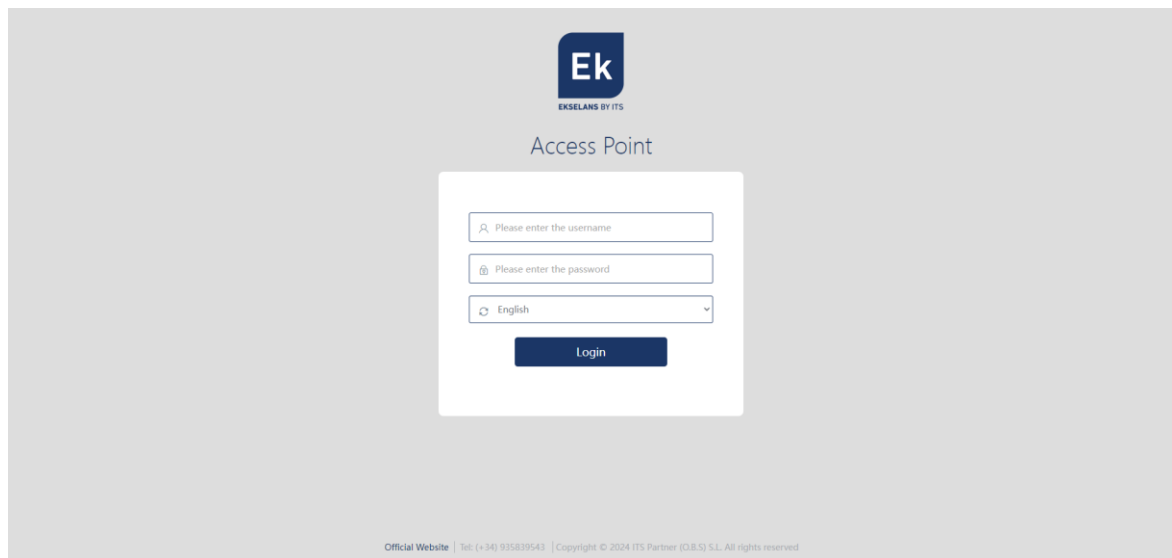 Ek
EKSELANS BY ITS
Access Point
Please enter the username
Please enter the password
English
Login
Official Website | Tel: (+34) 935839543 | Copyright © 2024 ITS Partner (O.B.S) S.L. All rights reserved